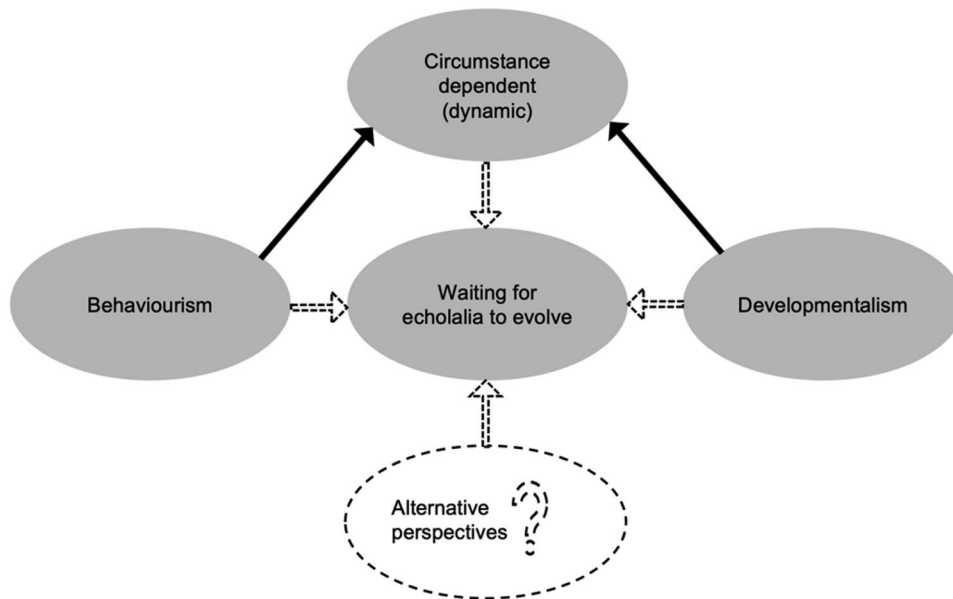 Circumstance
dependent
(dynamic)
Behaviourism
Waiting for
echolalia to evolve
Developmentalism
Alternative
perspectives
?